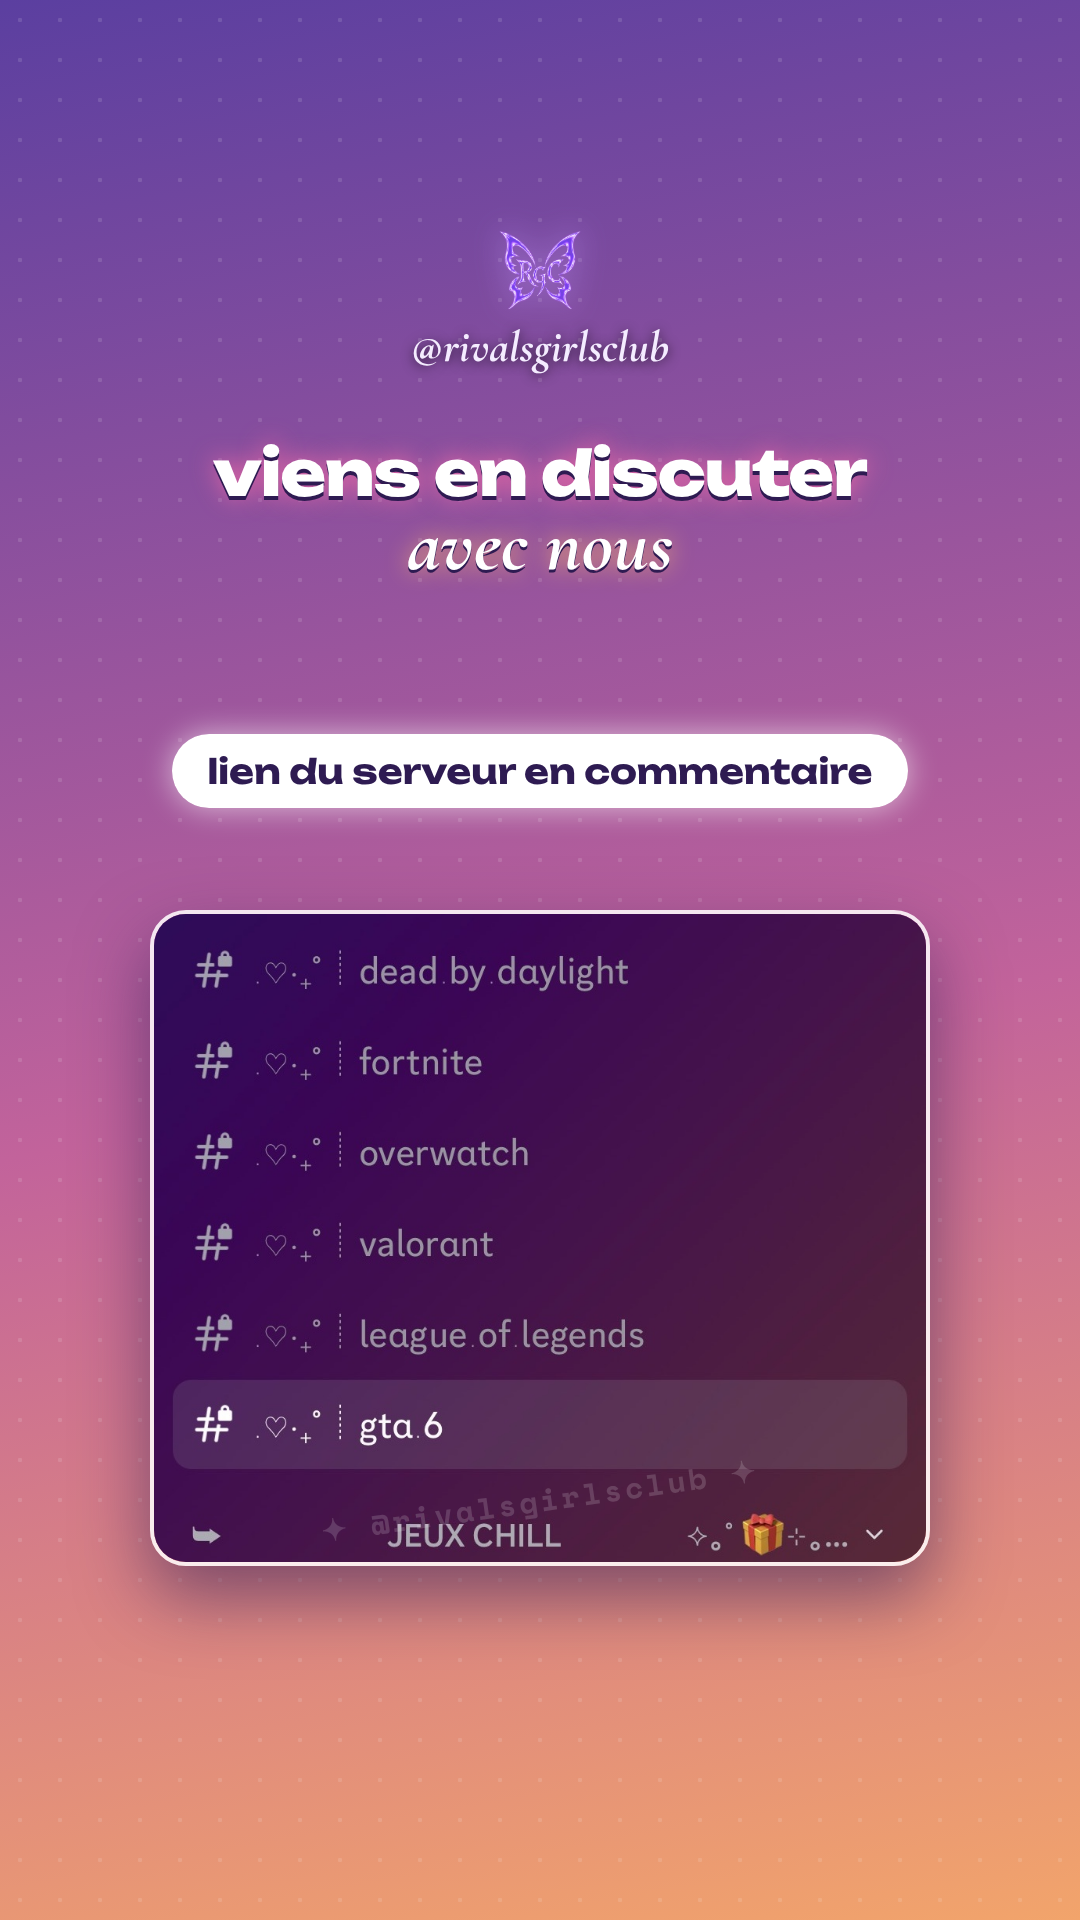 RGC
@rivalsgirlsclub
viens en discuter
avec nous
lien du serveur en commentaire
dead.by.daylight
fortnite
overwatch
valorant
league.of.legends
gta.6
@rivalsgirlsclub
JEUX CHILL